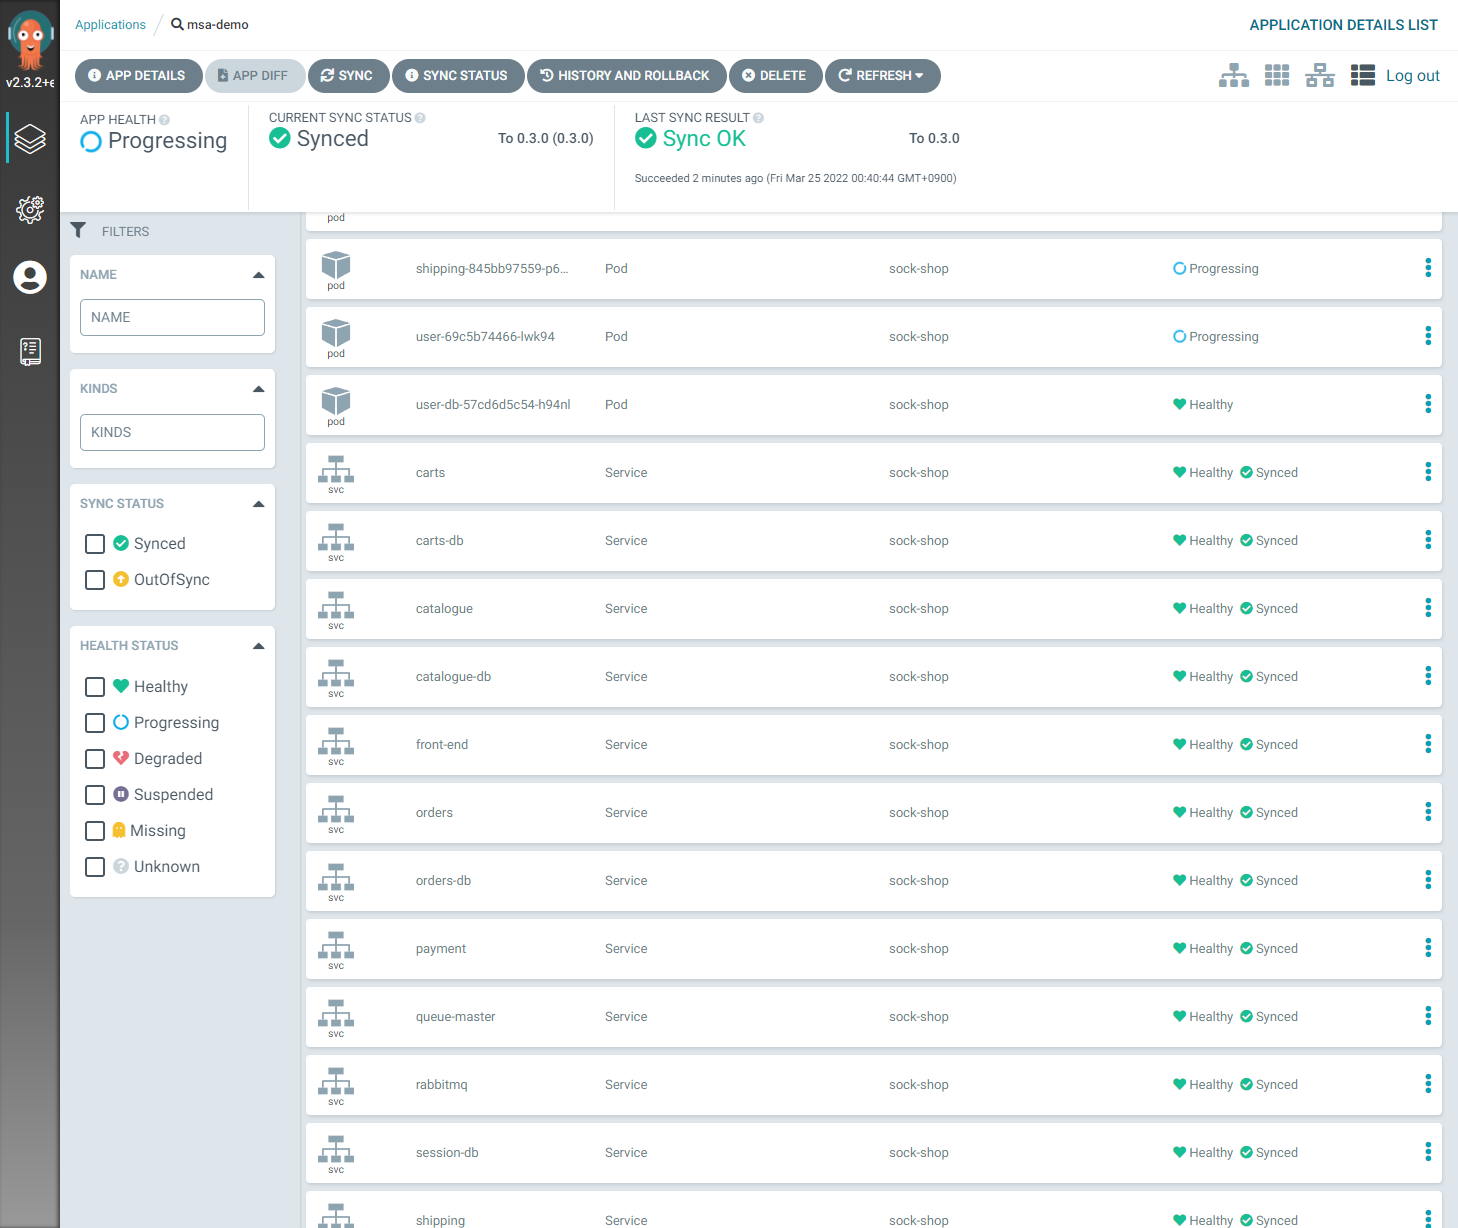 Applications
msa-demo
APPLICATION DETAILS LIST
v2.3.2+e
APP DETAILS
APP DIFF
SYNC
SYNC STATUS
HISTORY AND ROLLBACK
DELETE
REFRESH
Log out
APP HEALTH
Progressing
CURRENT SYNC STATUS
Synced
To 0.3.0 (0.3.0)
LAST SYNC RESULT
Sync OK
To 0.3.0
Succeeded 2 minutes ago (Fri Mar 25 2022 00:40:44 GMT+0900)
FILTERS
NAME
NAME
KINDS
KINDS
SYNC STATUS
Synced
OutOfSync
HEALTH STATUS
Healthy
Progressing
Degraded
Suspended
Missing
Unknown
pod
pod shipping-845bb97559-p6... Pod sock-shop Progressing
pod user-69c5b74466-lwk94 Pod sock-shop Progressing
pod user-db-57cd6d5c54-h94nl Pod sock-shop Healthy
svc carts Service sock-shop Healthy Synced
svc carts-db Service sock-shop Healthy Synced
svc catalogue Service sock-shop Healthy Synced
svc catalogue-db Service sock-shop Healthy Synced
svc front-end Service sock-shop Healthy Synced
svc orders Service sock-shop Healthy Synced
svc orders-db Service sock-shop Healthy Synced
svc payment Service sock-shop Healthy Synced
svc queue-master Service sock-shop Healthy Synced
svc rabbitmq Service sock-shop Healthy Synced
svc session-db Service sock-shop Healthy Synced
shipping Service sock-shop Healthy Synced